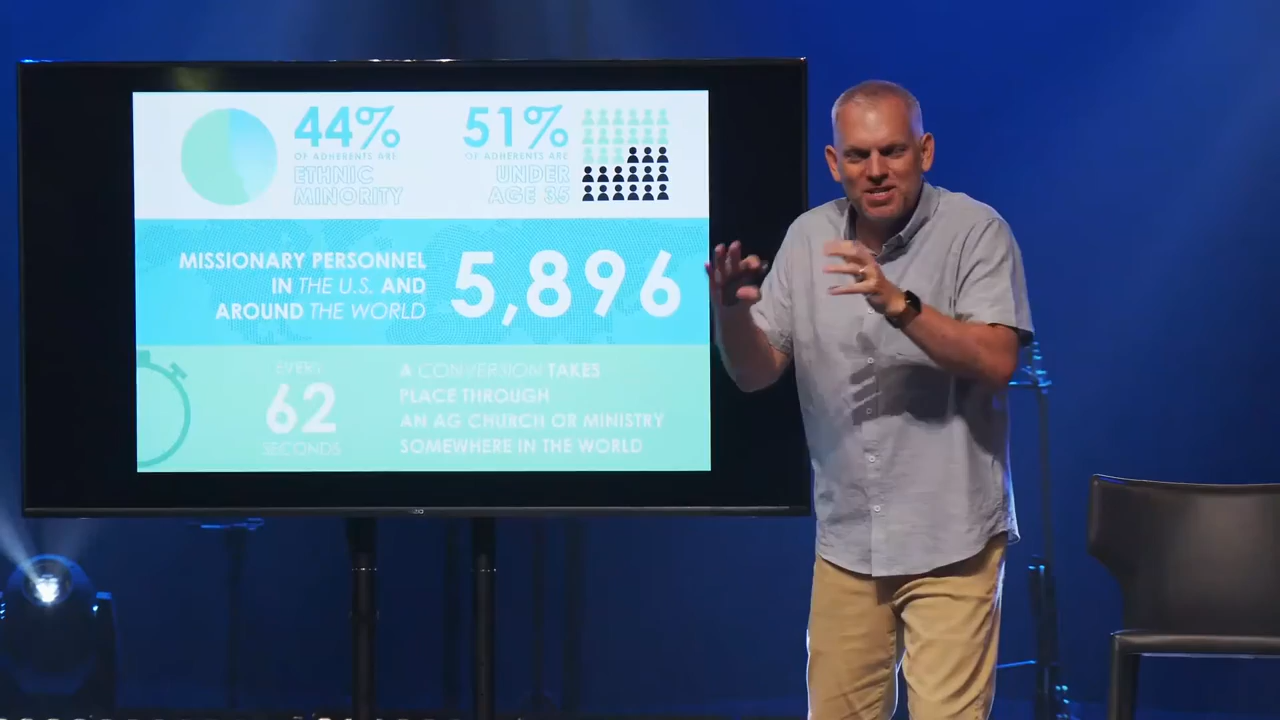 44%
OF ADHERENTS ARE
ETHNIC
MINORITY
51%
OF ADHERENTS ARE
UNDER
AGE 35
MISSIONARY PERSONNEL
IN THE U.S. AND
AROUND THE WORLD
5,896
EVERY
62
SECONDS
A CONVERSION TAKES
PLACE THROUGH
AN AG CHURCH OR MINISTRY
SOMEWHERE IN THE WORLD